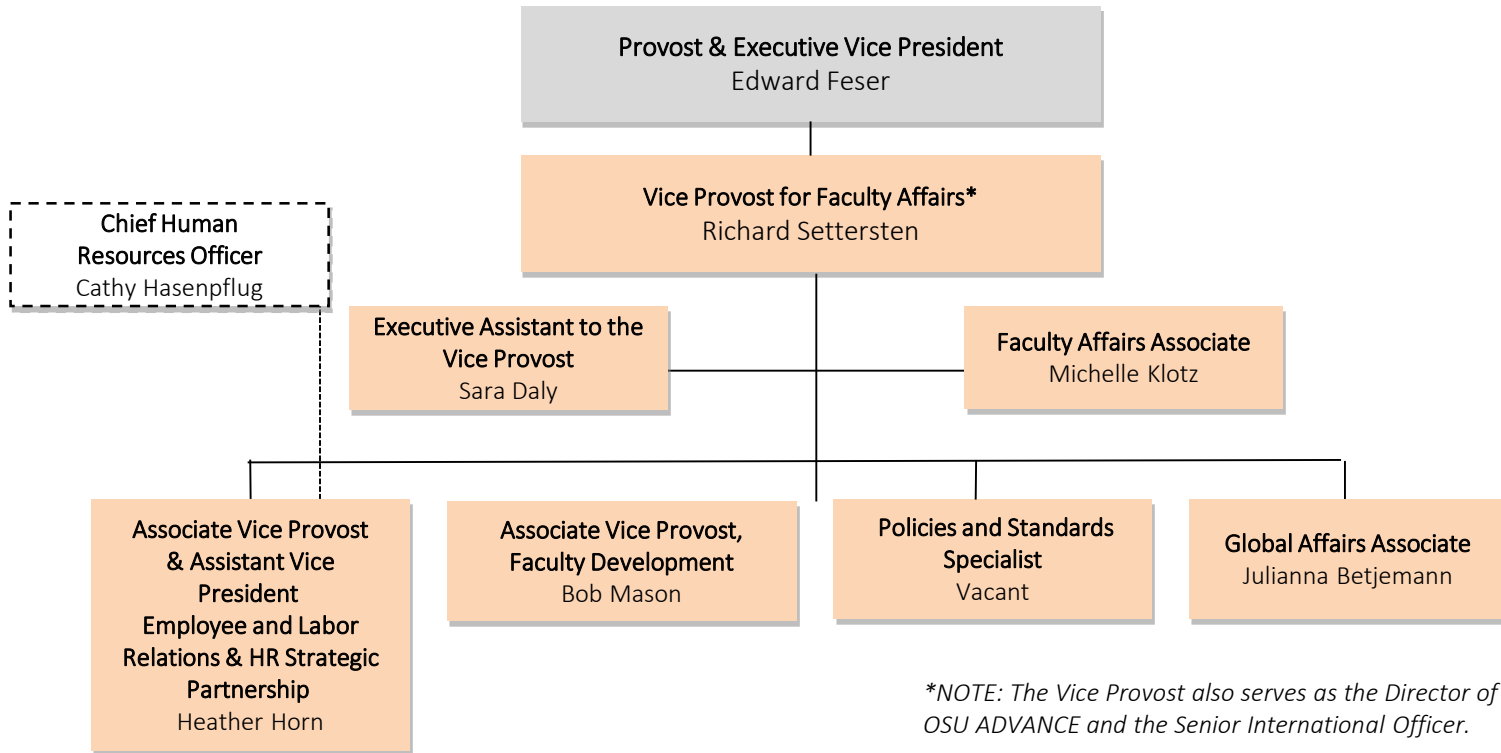 Provost & Executive Vice President
Edward Feser
Vice Provost for Faculty Affairs*
Richard Settersten
Chief Human
Resources Officer
Cathy Hasenpflug
Executive Assistant to the
Vice Provost
Sara Daly
Faculty Affairs Associate
Michelle Klotz
Associate Vice Provost
& Assistant Vice
President
Employee and Labor
Relations & HR Strategic
Partnership
Heather Horn
Associate Vice Provost,
Faculty Development
Bob Mason
Policies and Standards
Specialist
Vacant
Global Affairs Associate
Julianna Betjemann
*NOTE: The Vice Provost also serves as the Director of
OSU ADVANCE and the Senior International Officer.